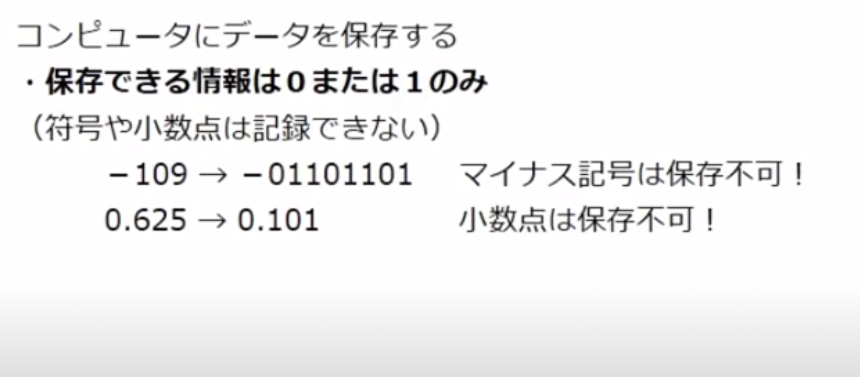 コンピュータにデータを保存する
・保存できる情報は０または１のみ
（符号や小数点は記録できない）
－109 → －01101101　マイナス記号は保存不可！
0.625 → 0.101　小数点は保存不可！